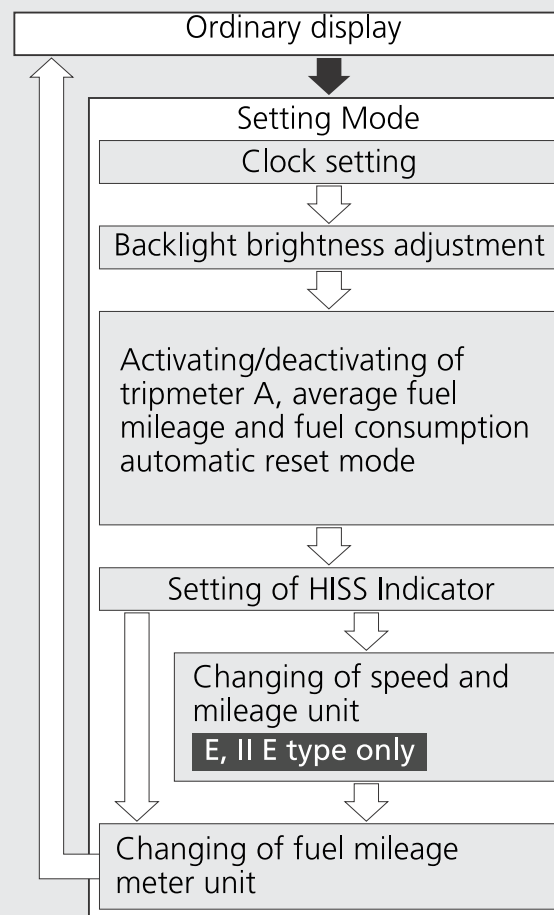 Ordinary display
Setting Mode
Clock setting
Backlight brightness adjustment
Activating/deactivating of
tripmeter A, average fuel
mileage and fuel consumption
automatic reset mode
Setting of HISS Indicator
Changing of speed and
mileage unit
E, II E type only
Changing of fuel mileage
meter unit